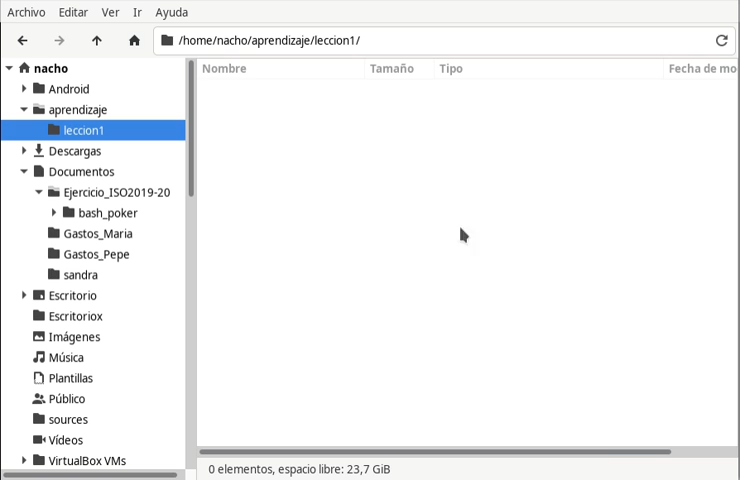 Archivo Editar Ver Ir Ayuda
/home/nacho/aprendizaje/leccion1/
nacho
Android
aprendizaje
leccion1
Descargas
Documentos
Ejercicio_ISO2019-20
bash_poker
Gastos_Maria
Gastos_Pepe
sandra
Escritorio
Escritoriox
Imágenes
Música
Plantillas
Público
sources
Vídeos
VirtualBox VMs
Nombre Tamaño Tipo Fecha de mo
0 elementos, espacio libre: 23,7 GiB